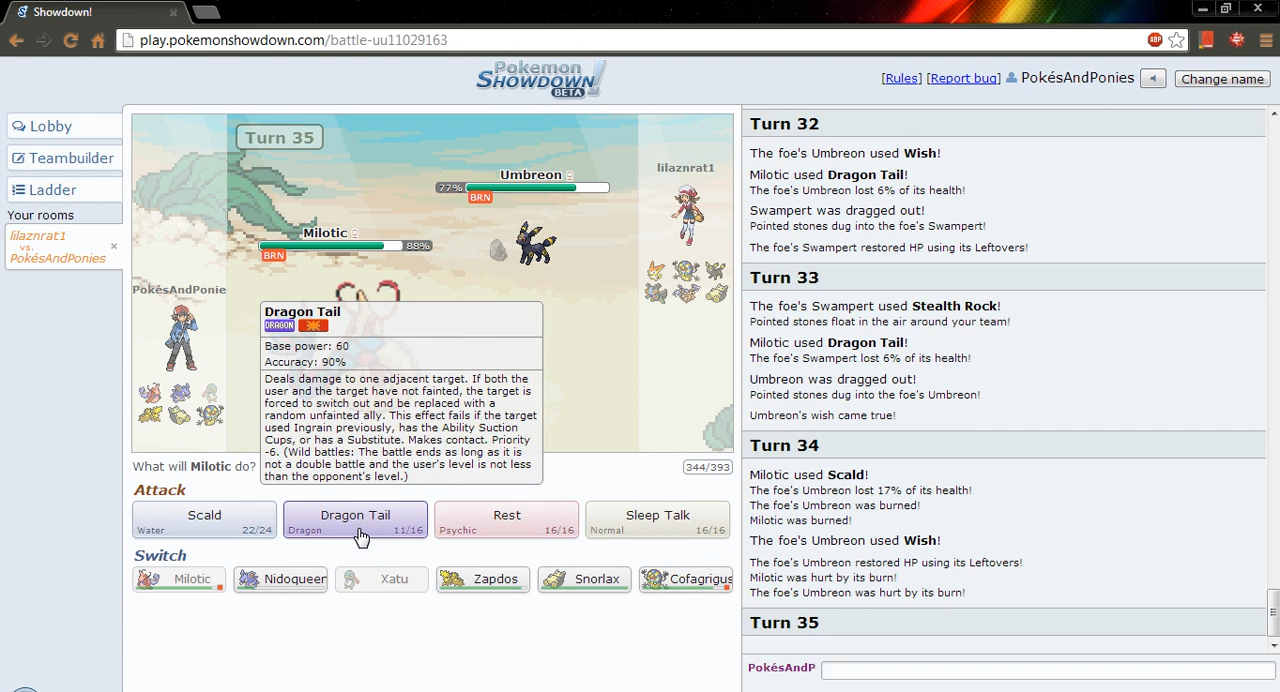 Showdown!
play.pokemonshowdown.com/battle-uu11029163
ABP
Pokemon
SHOWDOWN!
BETA
[Rules] [Report bug] PokésAndPonies Change name
Lobby
Teambuilder
Ladder
Your rooms
lilaznrat1
vs.
PokésAndPonies
Turn 35
Umbreon
77%
BRN
lilaznrat1
Milotic
88%
BRN
PokésAndPonie
Dragon Tail
DRAGON
Base power: 60
Accuracy: 90%
Deals damage to one adjacent target. If both the
user and the target have not fainted, the target is
forced to switch out and be replaced with a
random unfainted ally. This effect fails if the target
used Ingrain previously, has the Ability Suction
Cups, or has a Substitute. Makes contact. Priority
-6. (Wild battles: The battle ends as long as it is
not a double battle and the user's level is not less
than the opponent's level.)
What will Milotic do?
344/393
Attack
Scald
Water 22/24
Dragon Tail
Dragon 11/16
Rest
Psychic 16/16
Sleep Talk
Normal 16/16
Switch
Milotic
Nidoqueen
Xatu
Zapdos
Snorlax
Cofagrigus
Turn 32
The foe's Umbreon used Wish!
Milotic used Dragon Tail!
The foe's Umbreon lost 6% of its health!
Swampert was dragged out!
Pointed stones dug into the foe's Swampert!
The foe's Swampert restored HP using its Leftovers!
Turn 33
The foe's Swampert used Stealth Rock!
Pointed stones float in the air around your team!
Milotic used Dragon Tail!
The foe's Swampert lost 6% of its health!
Umbreon was dragged out!
Pointed stones dug into the foe's Umbreon!
Umbreon's wish came true!
Turn 34
Milotic used Scald!
The foe's Umbreon lost 17% of its health!
The foe's Umbreon was burned!
Milotic was burned!
The foe's Umbreon used Wish!
The foe's Umbreon restored HP using its Leftovers!
Milotic was hurt by its burn!
The foe's Umbreon was hurt by its burn!
Turn 35
PokésAndP